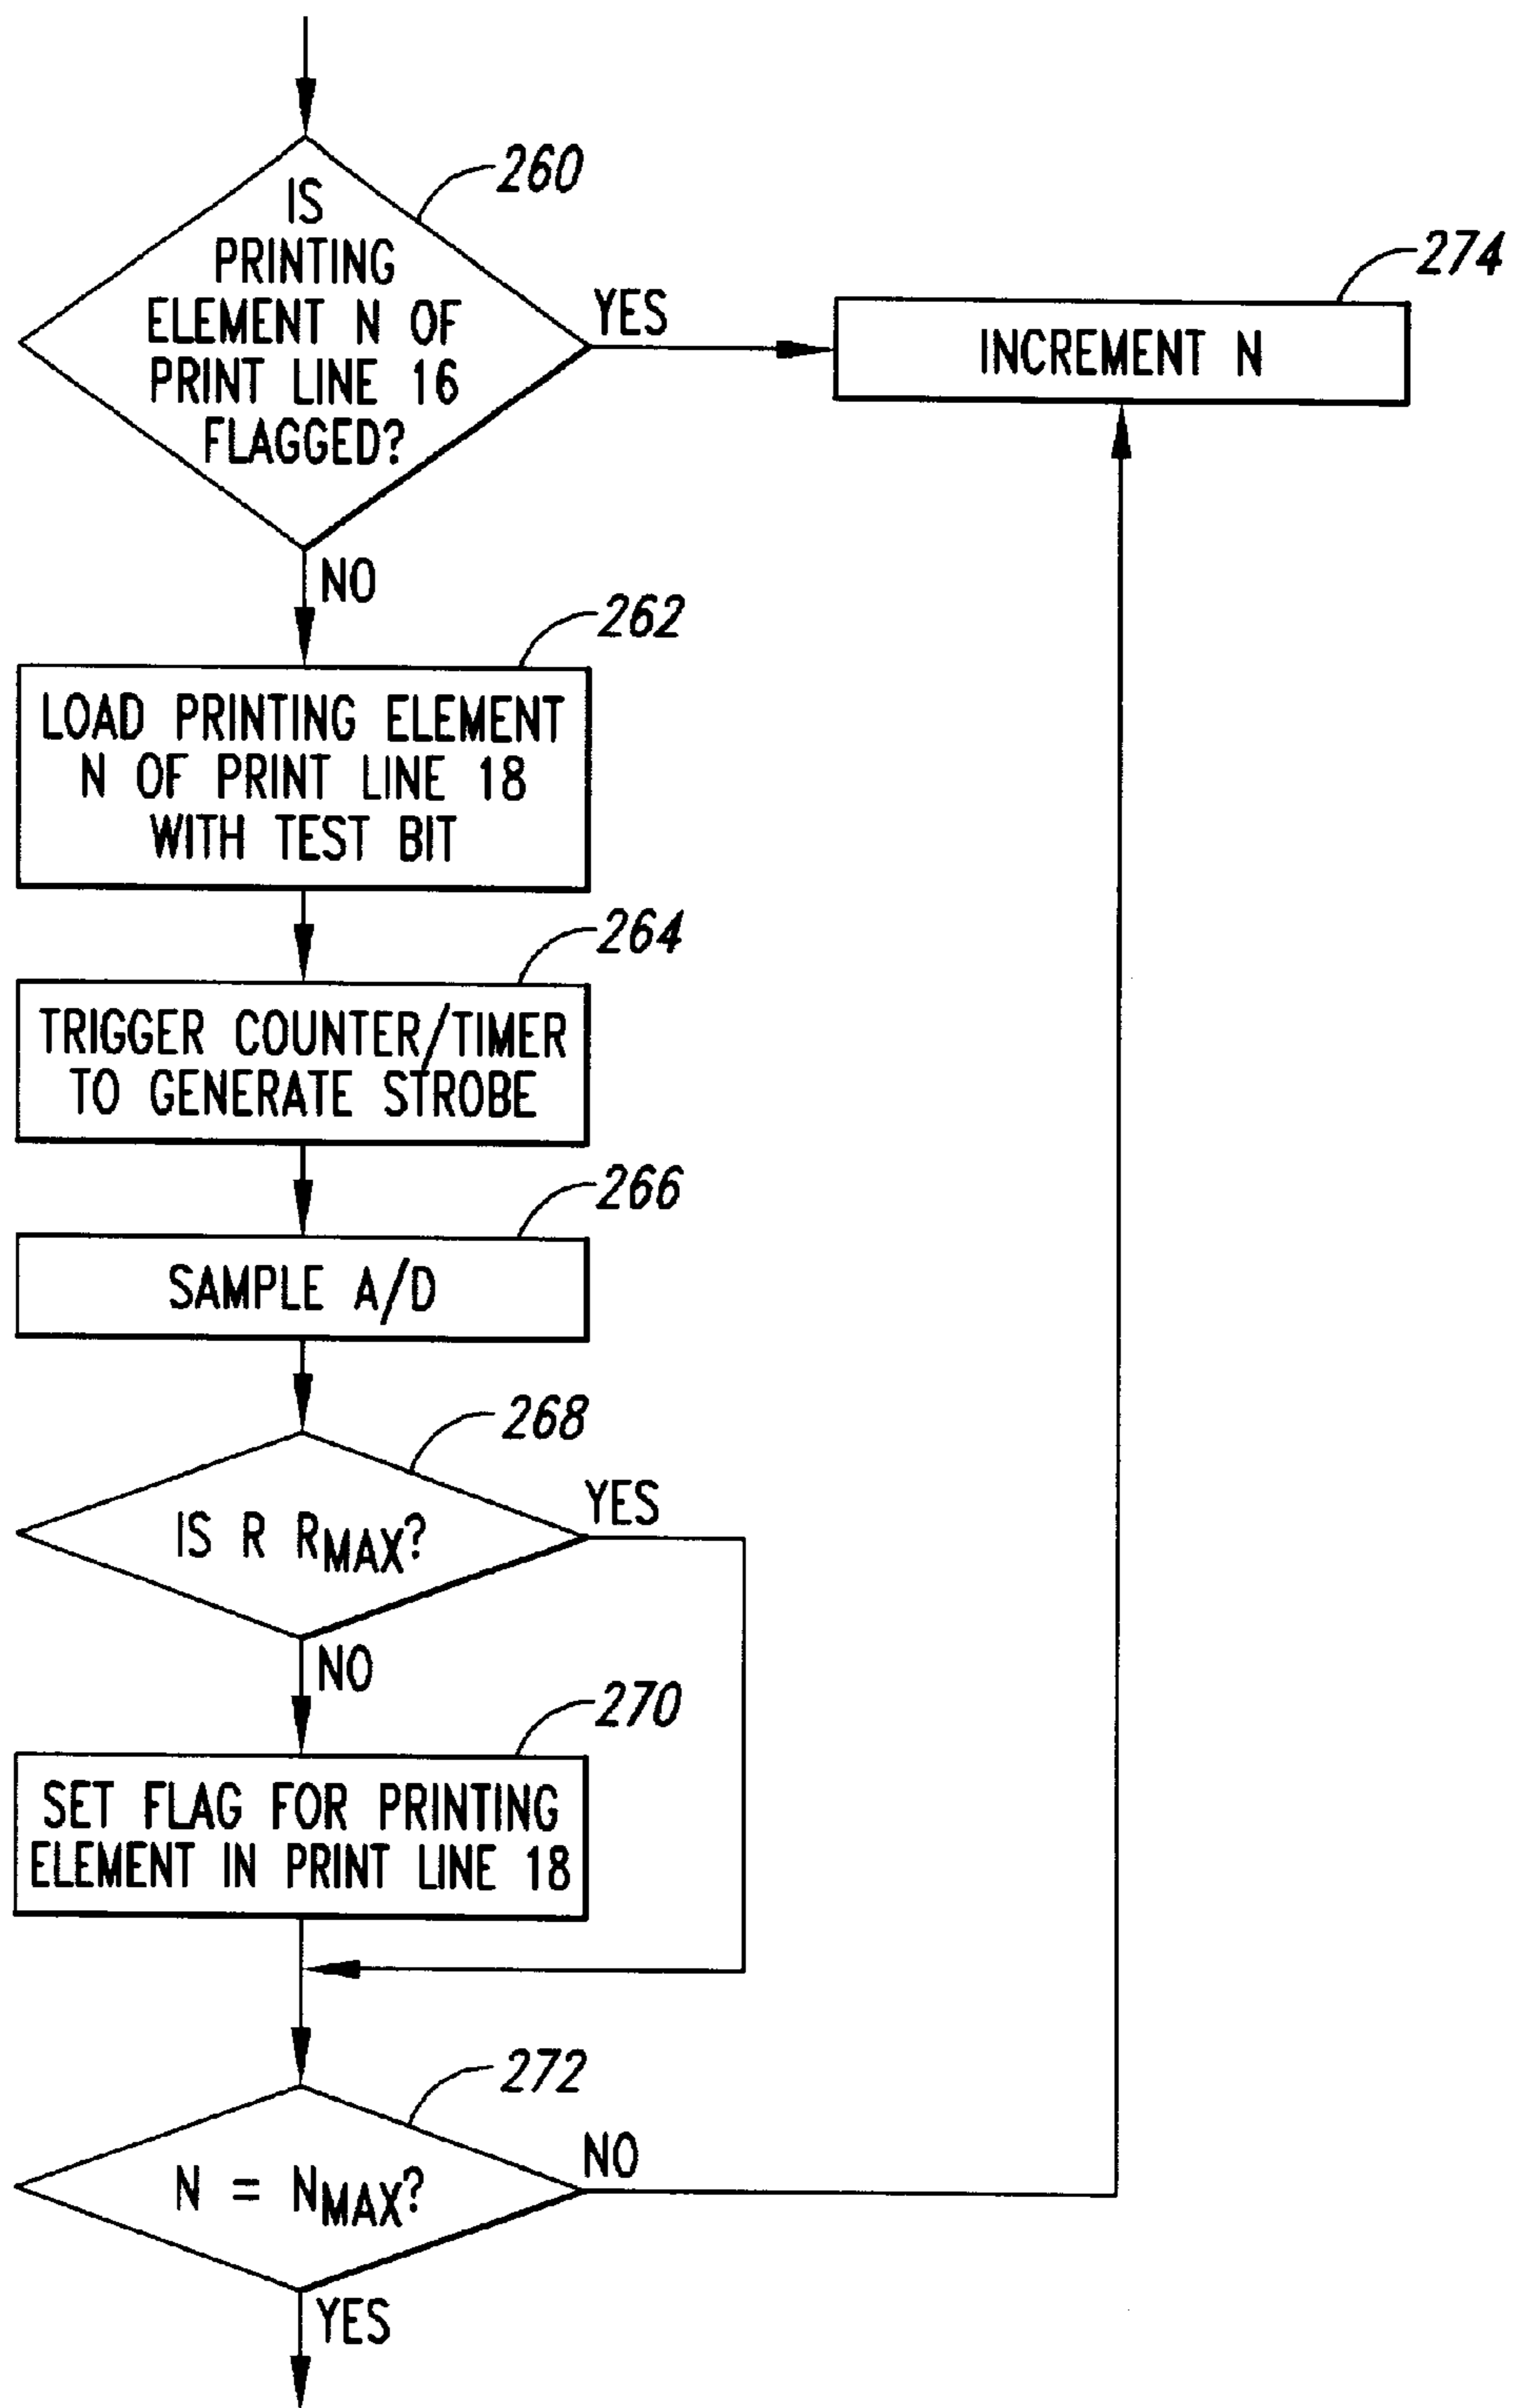 260
IS
PRINTING
ELEMENT N OF
PRINT LINE 16
FLAGGED?
YES
274
INCREMENT N
NO
262
LOAD PRINTING ELEMENT
N OF PRINT LINE 18
WITH TEST BIT
264
TRIGGER COUNTER/TIMER
TO GENERATE STROBE
266
SAMPLE A/D
268
IS R RMAX?
YES
NO
270
SET FLAG FOR PRINTING
ELEMENT IN PRINT LINE 18
272
N = NMAX?
NO
YES